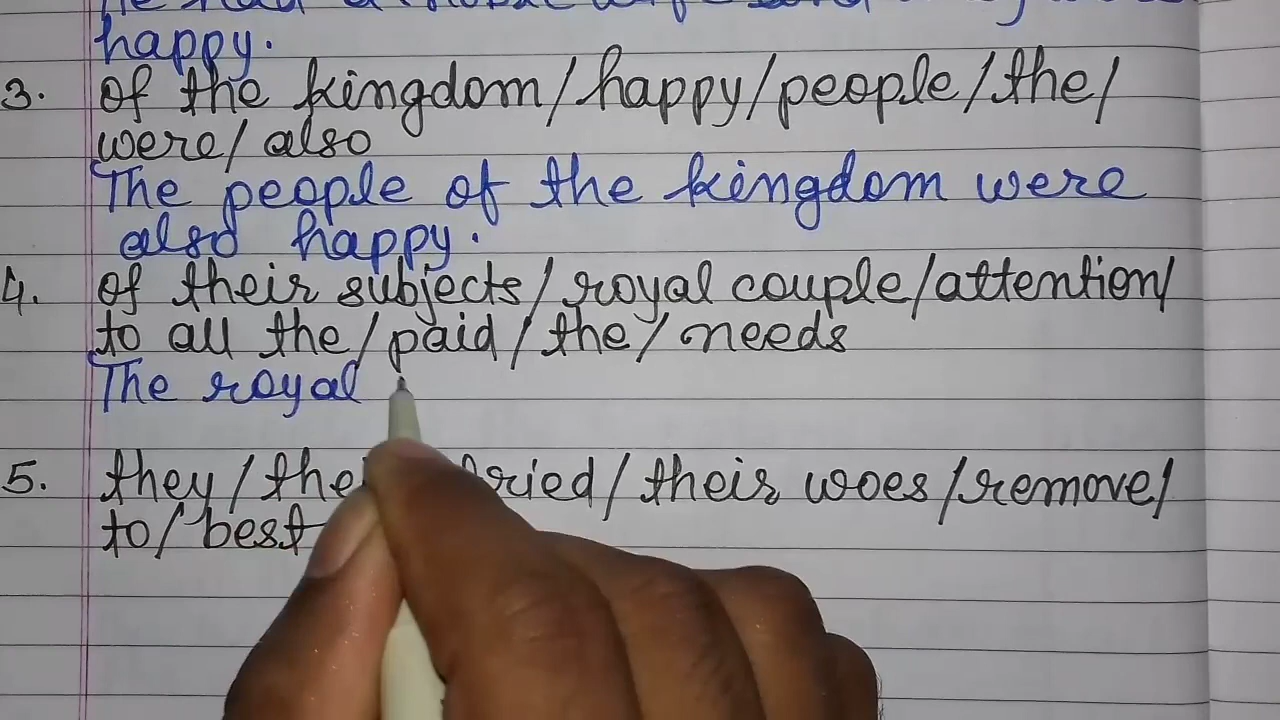 happy.
3. of the kingdom/happy/people/the/
were/also
The people of the kingdom were
also happy.
4. of their subjects/royal couple/attention/
to all the/paid/the/needs
The royal
5. they/ /their woes/remove/
to/best